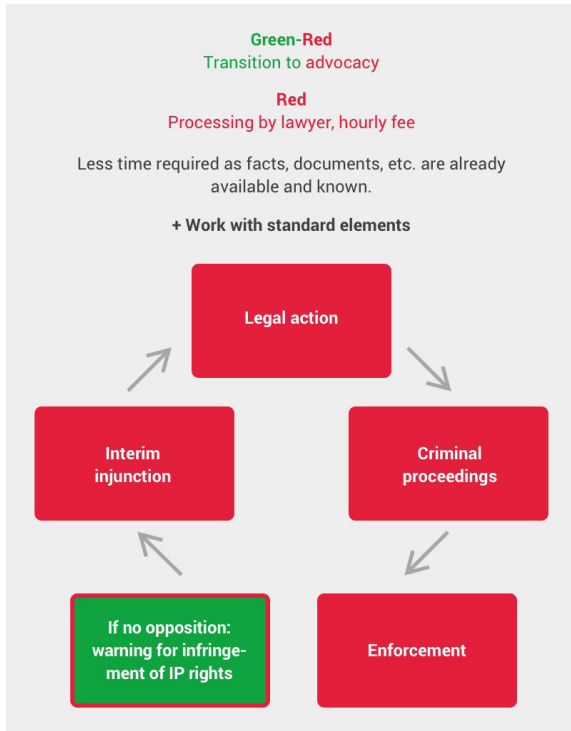 Green-Red
Transition to advocacy
Red
Processing by lawyer, hourly fee
Less time required as facts, documents, etc. are already
available and known.
+ Work with standard elements
Legal action
Interim
injunction
Criminal
proceedings
If no opposition:
warning for infringe-
ment of IP rights
Enforcement